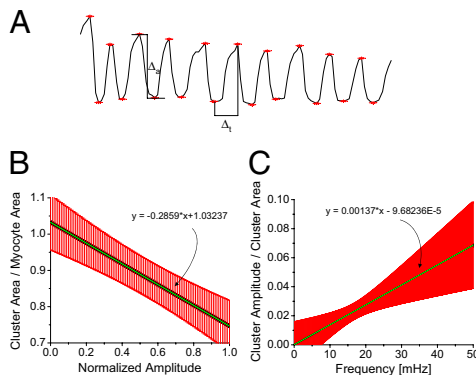 A
Δa
Δt
B
1.1
1.0
0.9
0.8
0.7
Cluster Area / Myocyte Area
y = -0.2859*x+1.03237
0.0 0.2 0.4 0.6 0.8 1.0
Normalized Amplitude
C
0.10
0.08
0.06
0.04
0.02
0.00
Cluster Amplitude / Cluster Area
y = 0.00137*x - 9.68236E-5
0 10 20 30 40 50
Frequency [mHz]